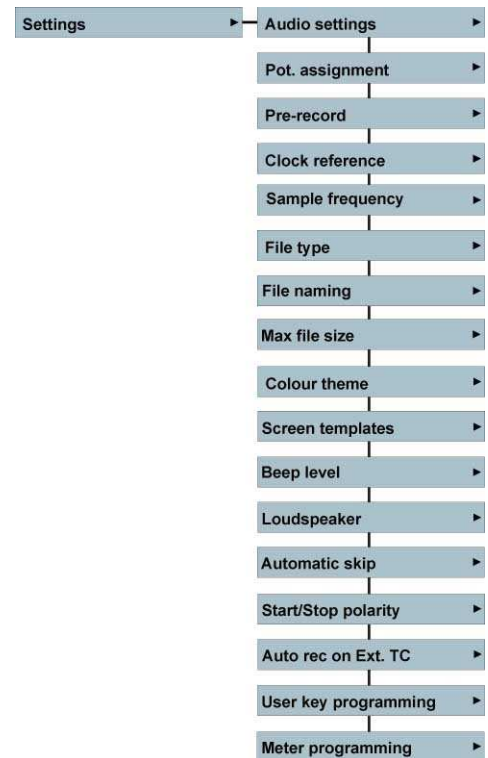 Settings
Audio settings
Pot. assignment
Pre-record
Clock reference
Sample frequency
File type
File naming
Max file size
Colour theme
Screen templates
Beep level
Loudspeaker
Automatic skip
Start/Stop polarity
Auto rec on Ext. TC
User key programming
Meter programming